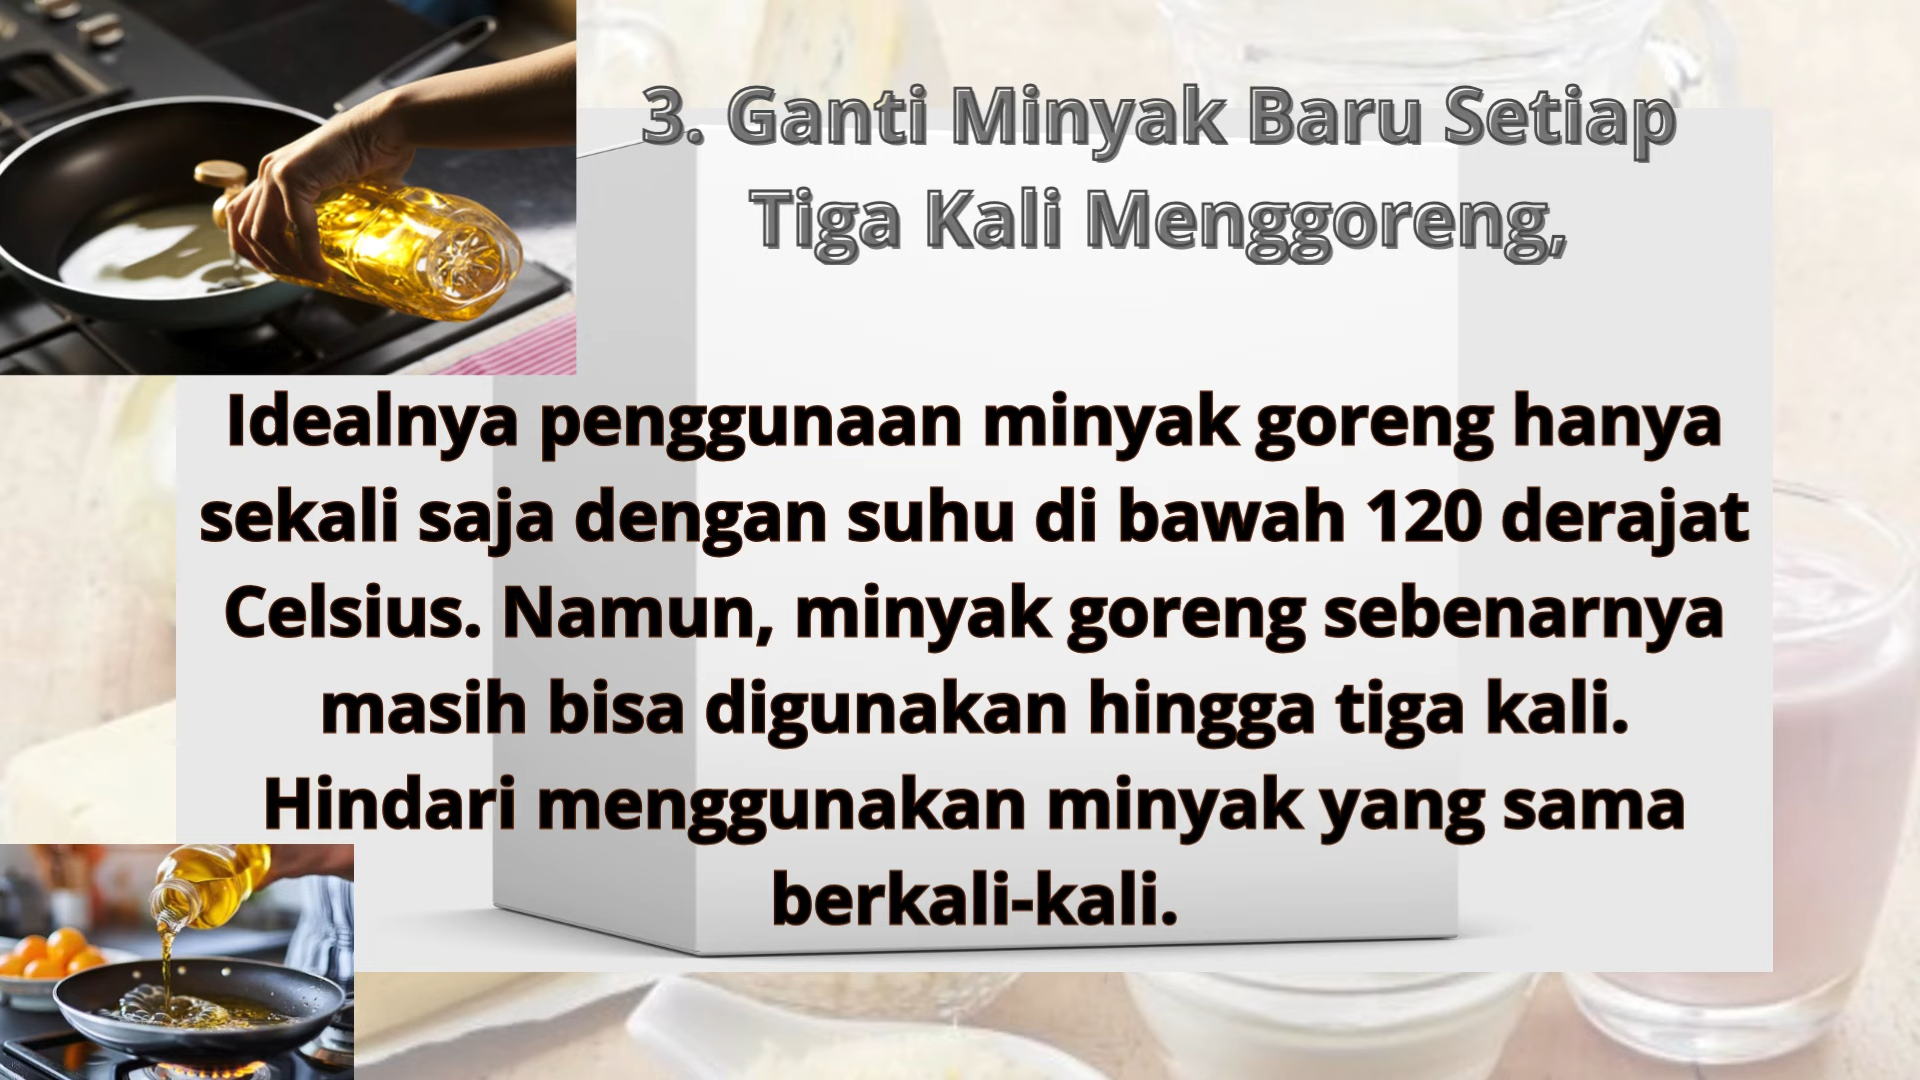 3. Ganti Minyak Baru Setiap
Tiga Kali Menggoreng,
Idealnya penggunaan minyak goreng hanya
sekali saja dengan suhu di bawah 120 derajat
Celsius. Namun, minyak goreng sebenarnya
masih bisa digunakan hingga tiga kali.
Hindari menggunakan minyak yang sama
berkali-kali.